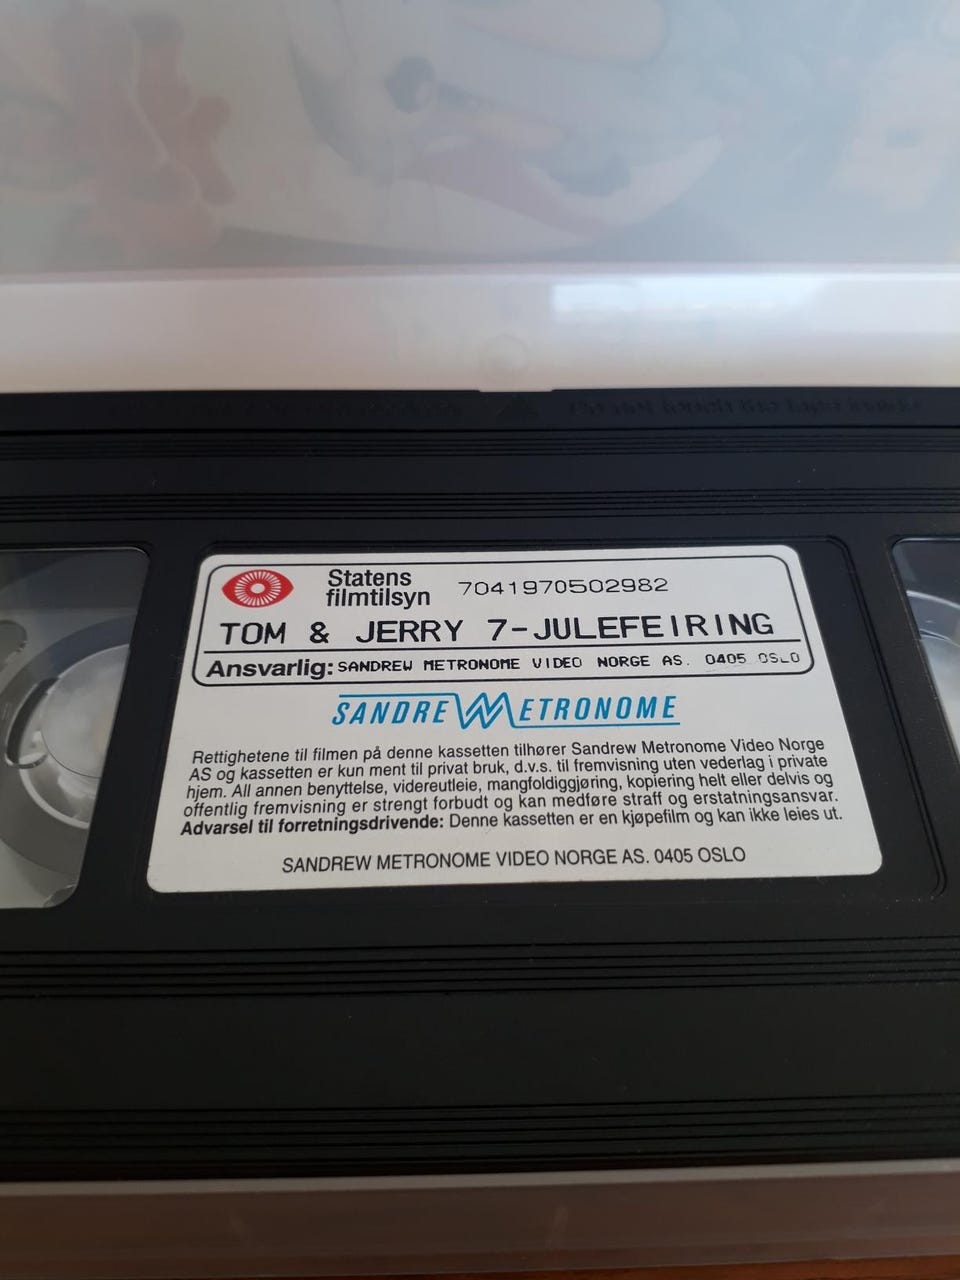 Statens
filmtilsyn
7041970502982
TOM & JERRY 7-JULEFEIRING
Ansvarlig: SANDREW METRONOME VIDEO NORGE AS. 0405 OSLO
SANDREW METRONOME
Rettighetene til filmen på denne kassetten tilhører Sandrew Metronome Video Norge
AS og kassetten er kun ment til privat bruk, d.v.s. til fremvisning uten vederlag i private
hjem. All annen benyttelse, videreutleie, mangfoldiggjøring, kopiering helt eller delvis og
offentlig fremvisning er strengt forbudt og kan medføre straff og erstatningsansvar.
Advarsel til forretningsdrivende: Denne kassetten er en kjøpefilm og kan ikke leies ut.
SANDREW METRONOME VIDEO NORGE AS. 0405 OSLO